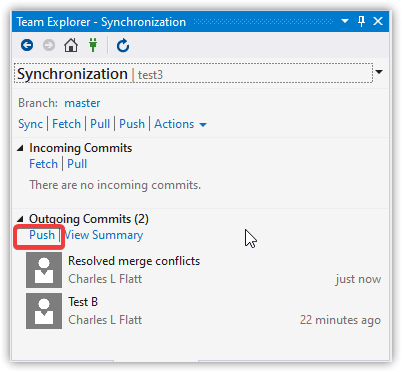 Team Explorer - Synchronization
Synchronization | test3
Branch: master
Sync | Fetch | Pull | Push | Actions
Incoming Commits
Fetch | Pull
There are no incoming commits.
Outgoing Commits (2)
Push | View Summary
Resolved merge conflicts
Charles L Flatt just now
Test B
Charles L Flatt 22 minutes ago